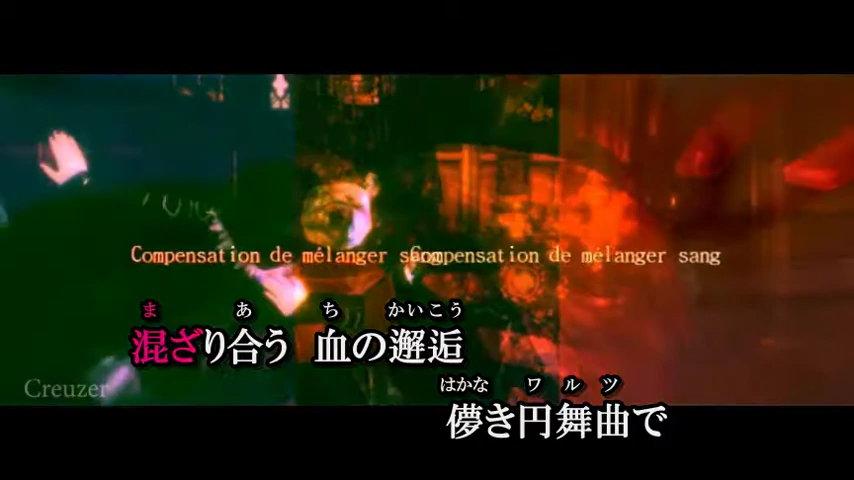 Compensation de mélanger sang
Compensation de mélanger sang
ま あ ち かいこう
混ざり合う 血の邂逅
Creuzer
はかな ワルツ
儚き円舞曲で